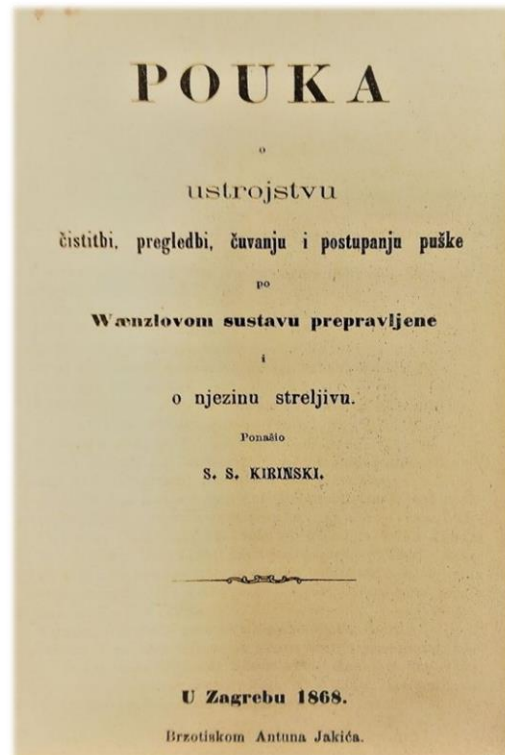 POUKA
o
ustrojstvu
čistitbi, pregledbi, čuvanju i postupanju puške
po
Wænzlovom sustavu prepravljene
i
o njezinu streljivu.
Ponašio
S. S. KIRINSKI.
U Zagrebu 1868.
Brzotiskom Antuna Jakića.